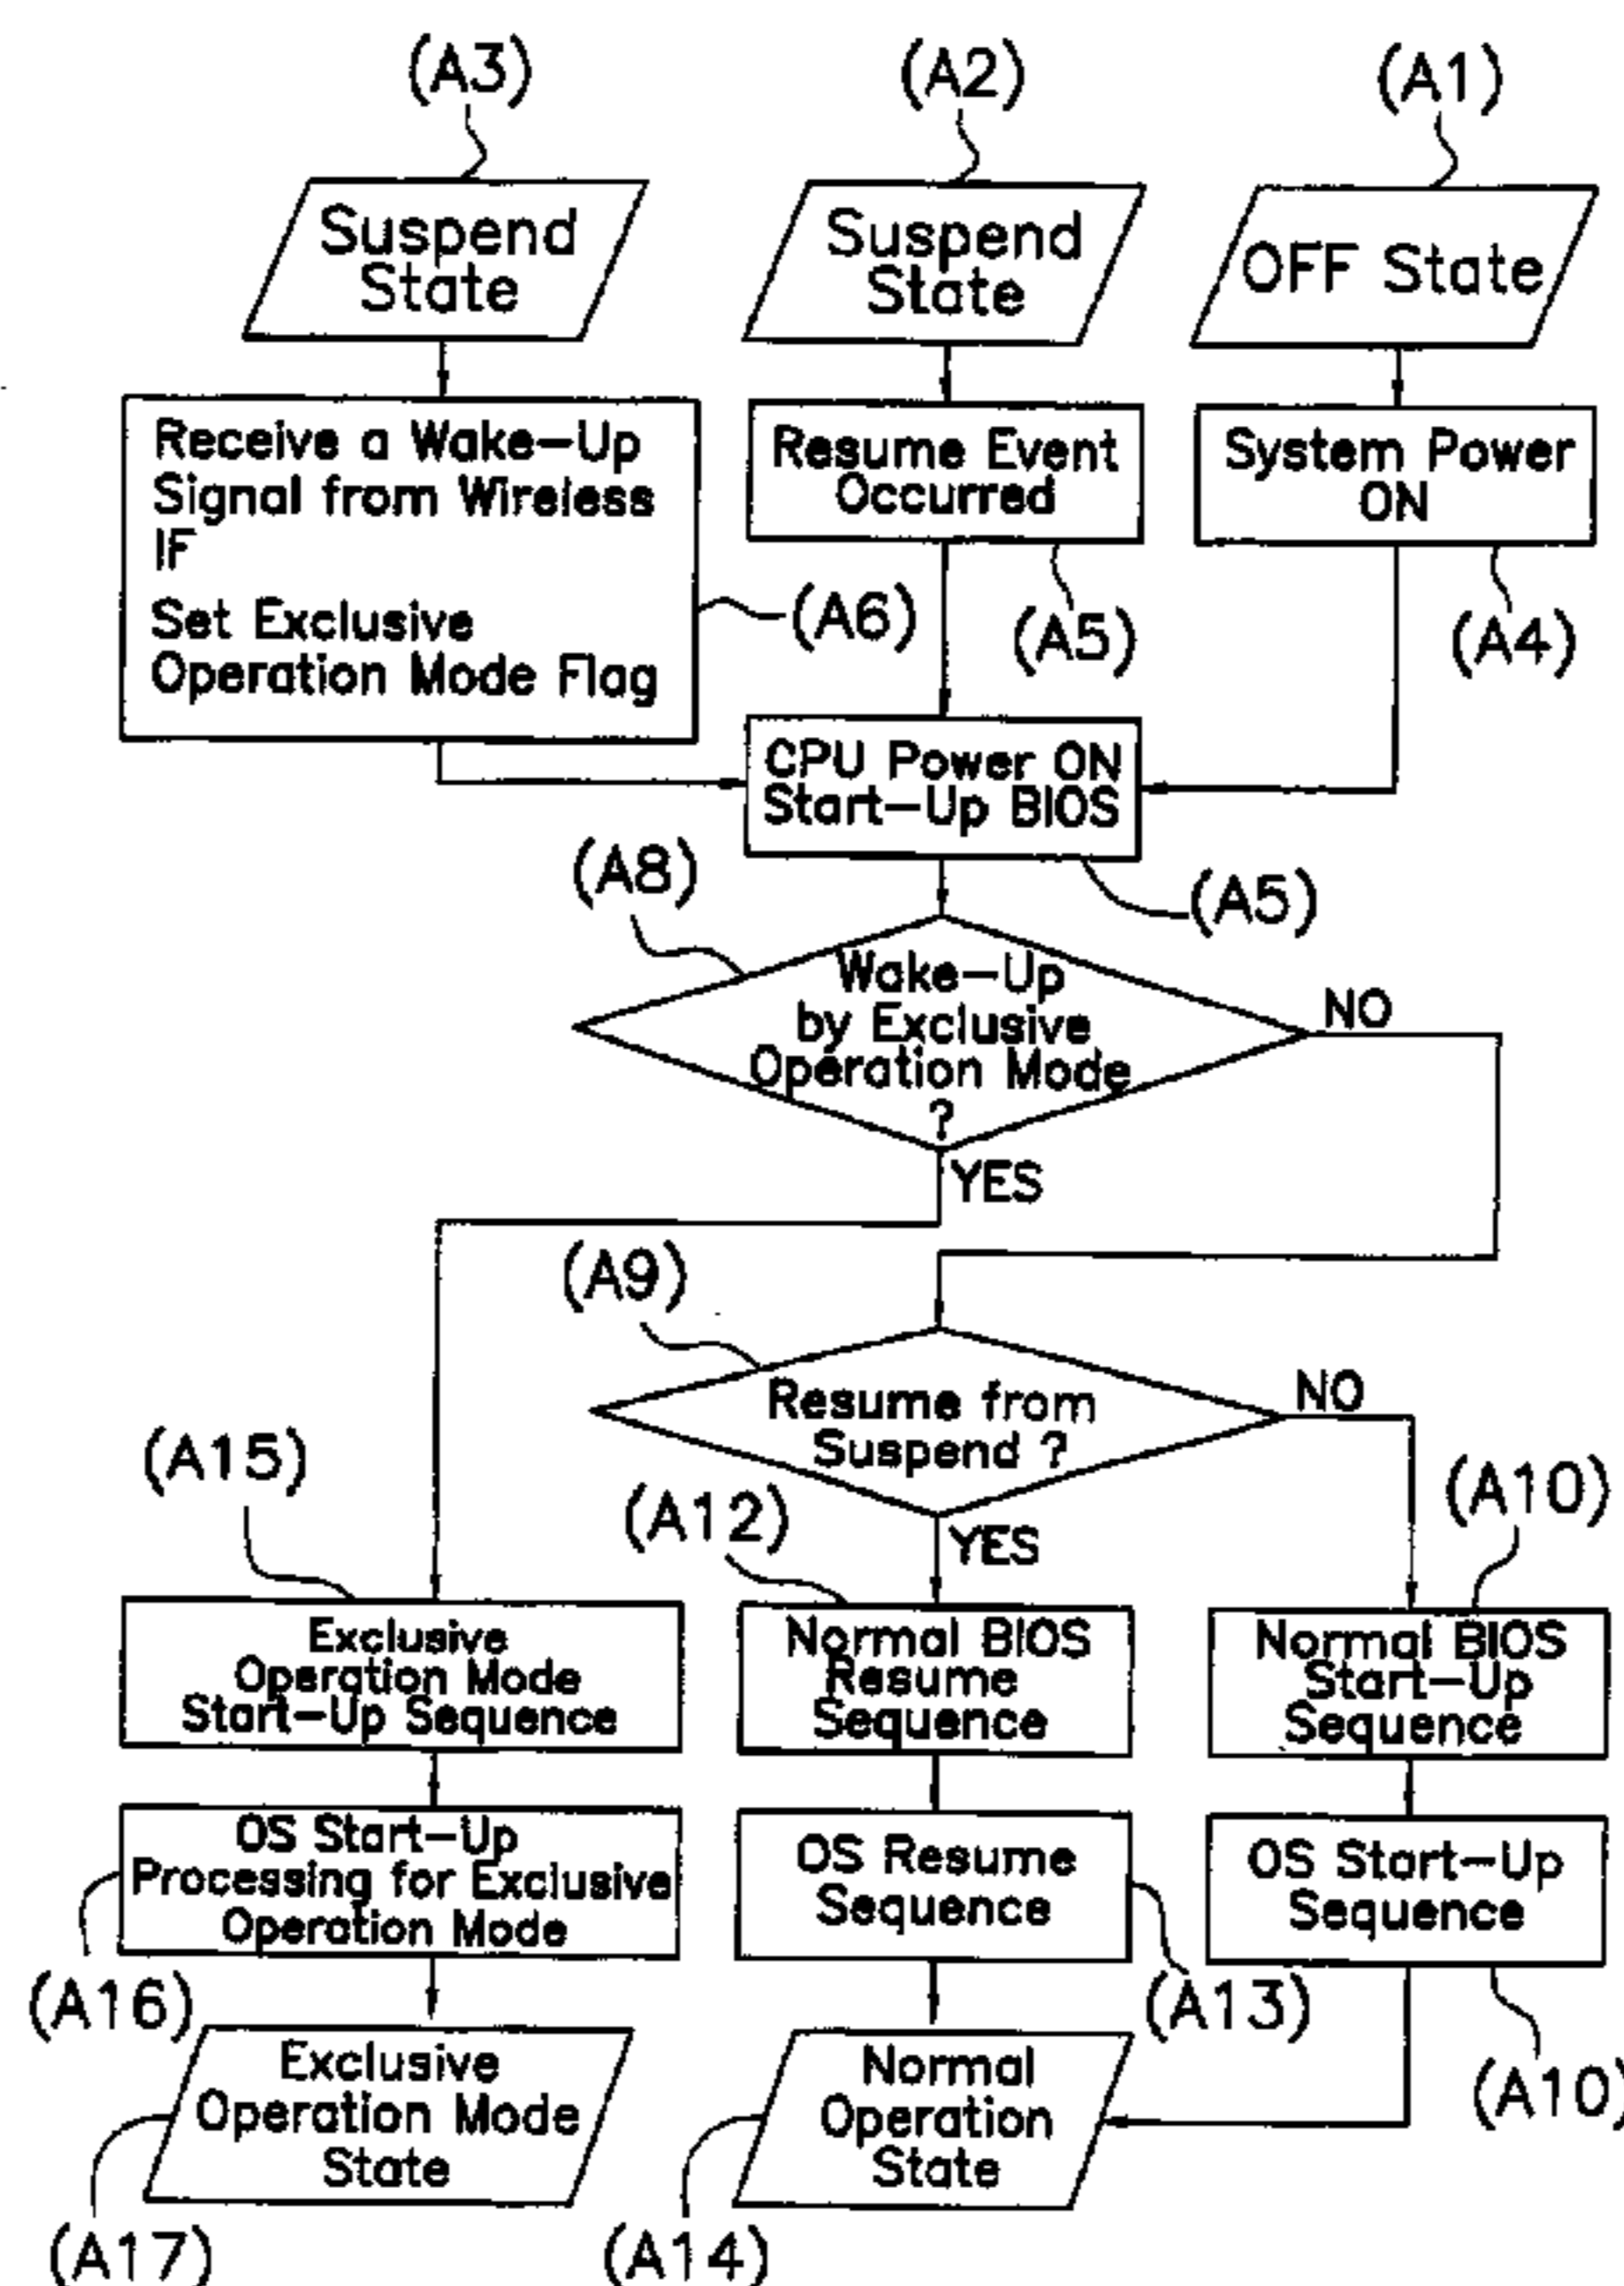 (A3)
(A2)
(A1)
Suspend
State
Suspend
State
OFF State
Receive a Wake-Up
Signal from Wireless
IF
Set Exclusive
Operation Mode Flag
(A6)
Resume Event
Occurred
(A5)
System Power
ON
(A4)
CPU Power ON
Start-Up BIOS
(A5)
(A8)
Wake-Up
by Exclusive
Operation Mode
?
NO
YES
(A9)
Resume from
Suspend ?
NO
YES
(A15)
(A12)
(A10)
Exclusive
Operation Mode
Start-Up Sequence
Normal BIOS
Resume
Sequence
Normal BIOS
Start-Up
Sequence
OS Start-Up
Processing for Exclusive
Operation Mode
OS Resume
Sequence
OS Start-Up
Sequence
(A16)
(A13)
(A10)
Exclusive
Operation Mode
State
Normal
Operation
State
(A17)
(A14)